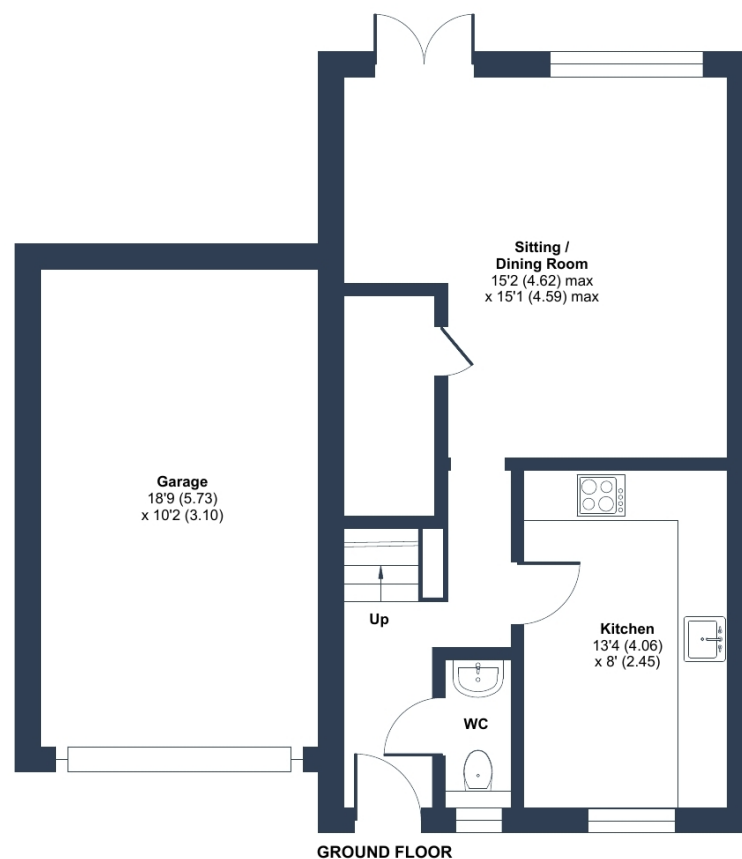 Sitting /
Dining Room
15'2 (4.62) max
x 15'1 (4.59) max
Garage
18'9 (5.73)
x 10'2 (3.10)
Up
Kitchen
13'4 (4.06)
x 8' (2.45)
WC
GROUND FLOOR